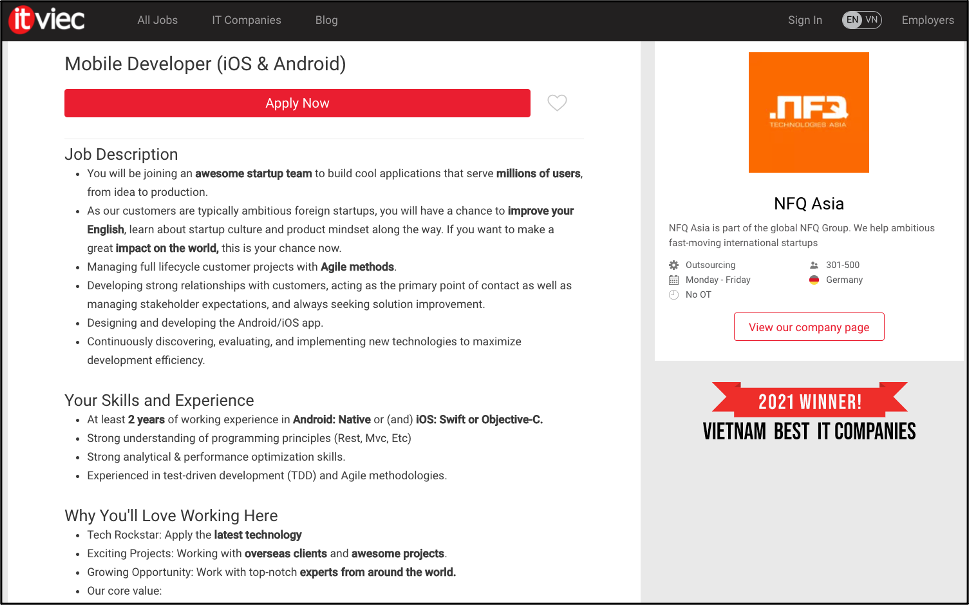 itviec All Jobs IT Companies Blog Sign In EN VN Employers
Mobile Developer (iOS & Android)
Apply Now
Job Description
• You will be joining an awesome startup team to build cool applications that serve millions of users,
from idea to production.
• As our customers are typically ambitious foreign startups, you will have a chance to improve your
English, learn about startup culture and product mindset along the way. If you want to make a
great impact on the world, this is your chance now.
• Managing full lifecycle customer projects with Agile methods.
• Developing strong relationships with customers, acting as the primary point of contact as well as
managing stakeholder expectations, and always seeking solution improvement.
• Designing and developing the Android/iOS app.
• Continuously discovering, evaluating, and implementing new technologies to maximize
development efficiency.
Your Skills and Experience
• At least 2 years of working experience in Android: Native or (and) iOS: Swift or Objective-C.
• Strong understanding of programming principles (Rest, Mvc, Etc)
• Strong analytical & performance optimization skills.
• Experienced in test-driven development (TDD) and Agile methodologies.
Why You'll Love Working Here
• Tech Rockstar: Apply the latest technology
• Exciting Projects: Working with overseas clients and awesome projects.
• Growing Opportunity: Work with top-notch experts from around the world.
• Our core value:
.NFQ
TECHNOLOGIES ASIA
NFQ Asia
NFQ Asia is part of the global NFQ Group. We help ambitious
fast-moving international startups
Outsourcing 301-500
Monday - Friday Germany
No OT
View our company page
2021 WINNER!
VIETNAM BEST IT COMPANIES